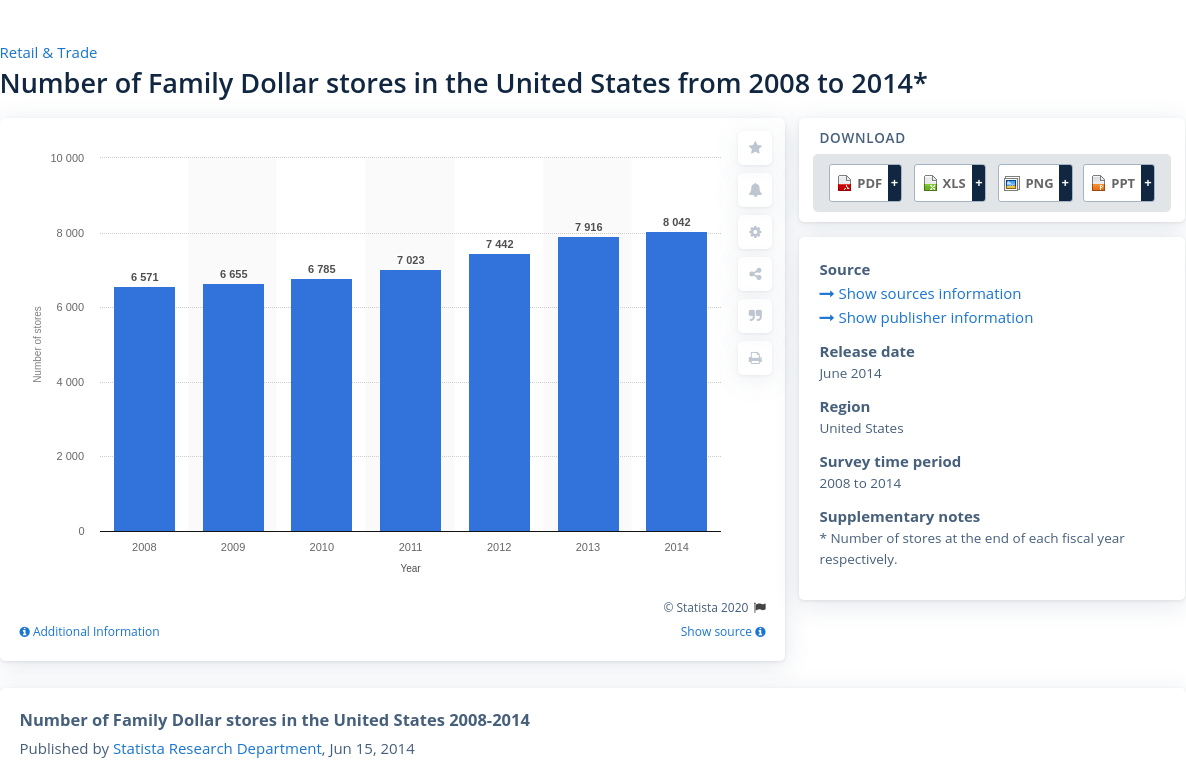 Retail & Trade
Number of Family Dollar stores in the United States from 2008 to 2014*
10 000
8 000
6 000
4 000
2 000
0
Number of stores
6 571
6 655
6 785
7 023
7 442
7 916
8 042
2008
2009
2010
2011
2012
2013
2014
Year
© Statista 2020
Additional Information
Show source
DOWNLOAD
PDF +
XLS +
PNG +
PPT +
Source
Show sources information
Show publisher information
Release date
June 2014
Region
United States
Survey time period
2008 to 2014
Supplementary notes
* Number of stores at the end of each fiscal year
respectively.
Number of Family Dollar stores in the United States 2008-2014
Published by Statista Research Department, Jun 15, 2014